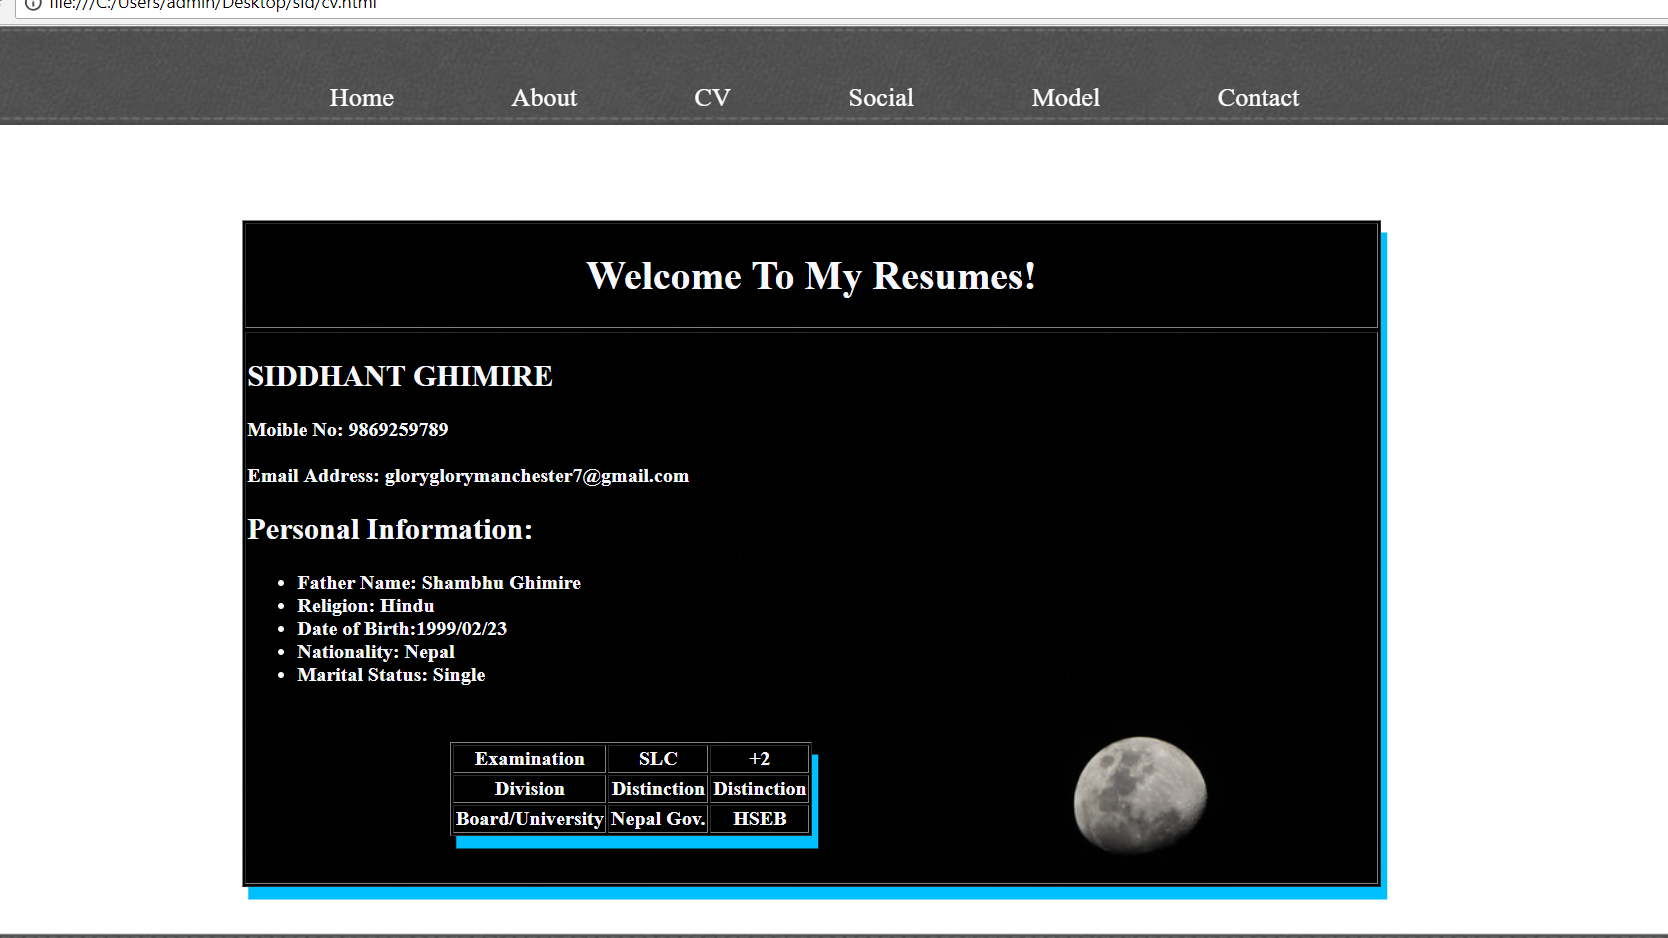 file:///C:/Users/admin/Desktop/sid/cv.html
Home About CV Social Model Contact
Welcome To My Resumes!
SIDDHANT GHIMIRE
Moible No: 9869259789
Email Address: gloryglorymanchester7@gmail.com
Personal Information:
• Father Name: Shambhu Ghimire
• Religion: Hindu
• Date of Birth:1999/02/23
• Nationality: Nepal
• Marital Status: Single
Examination SLC +2
Division Distinction Distinction
Board/University Nepal Gov. HSEB